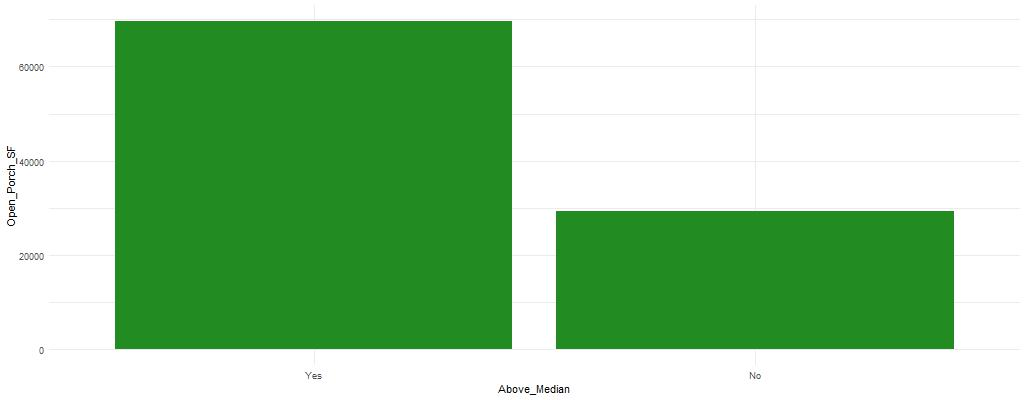 60000
40000
20000
0
Open_Porch_SF
Yes
No
Above_Median